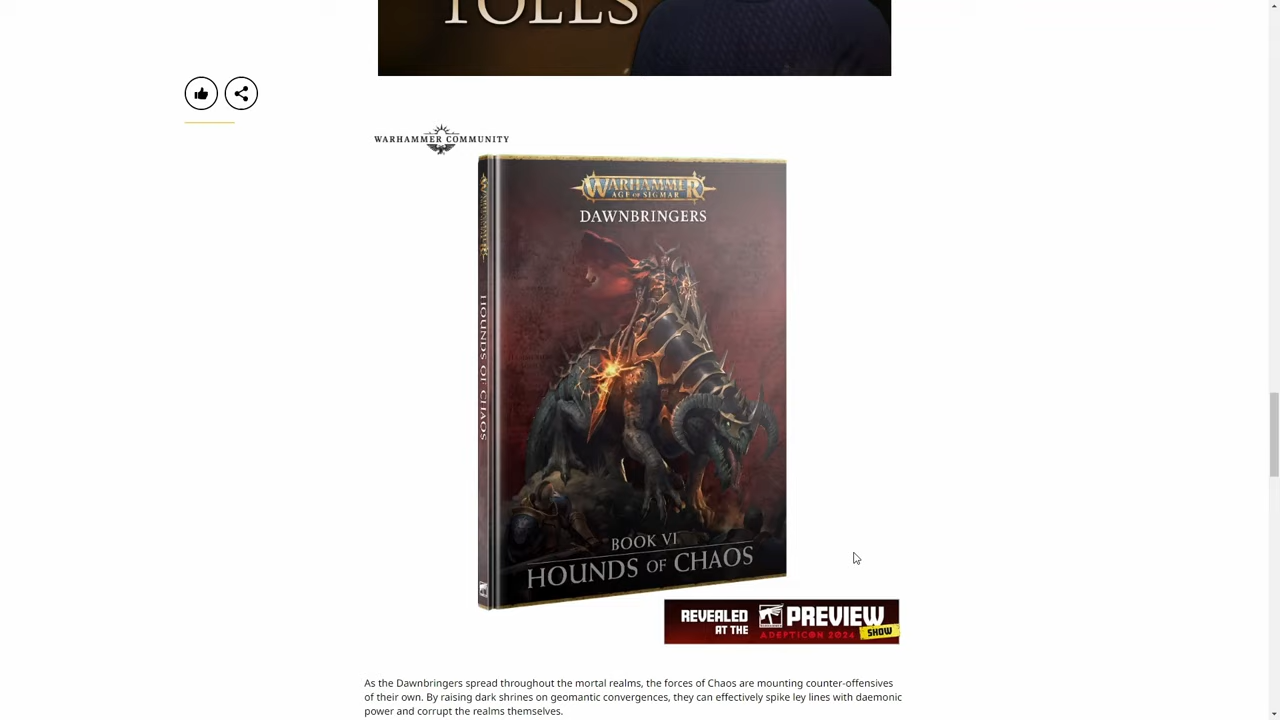 TOLLS
WARHAMMER COMMUNITY
WARHAMMER
AGE OF SIGMAR
DAWNBRINGERS
HOUNDS OF CHAOS
BOOK VI
HOUNDS OF CHAOS
REVEALED
AT THE
PREVIEW
ADEPTICON 2024 SHOW
As the Dawnbringers spread throughout the mortal realms, the forces of Chaos are mounting counter-offensives
of their own. By raising dark shrines on geomantic convergences, they can effectively spike ley lines with daemonic
power and corrupt the realms themselves.